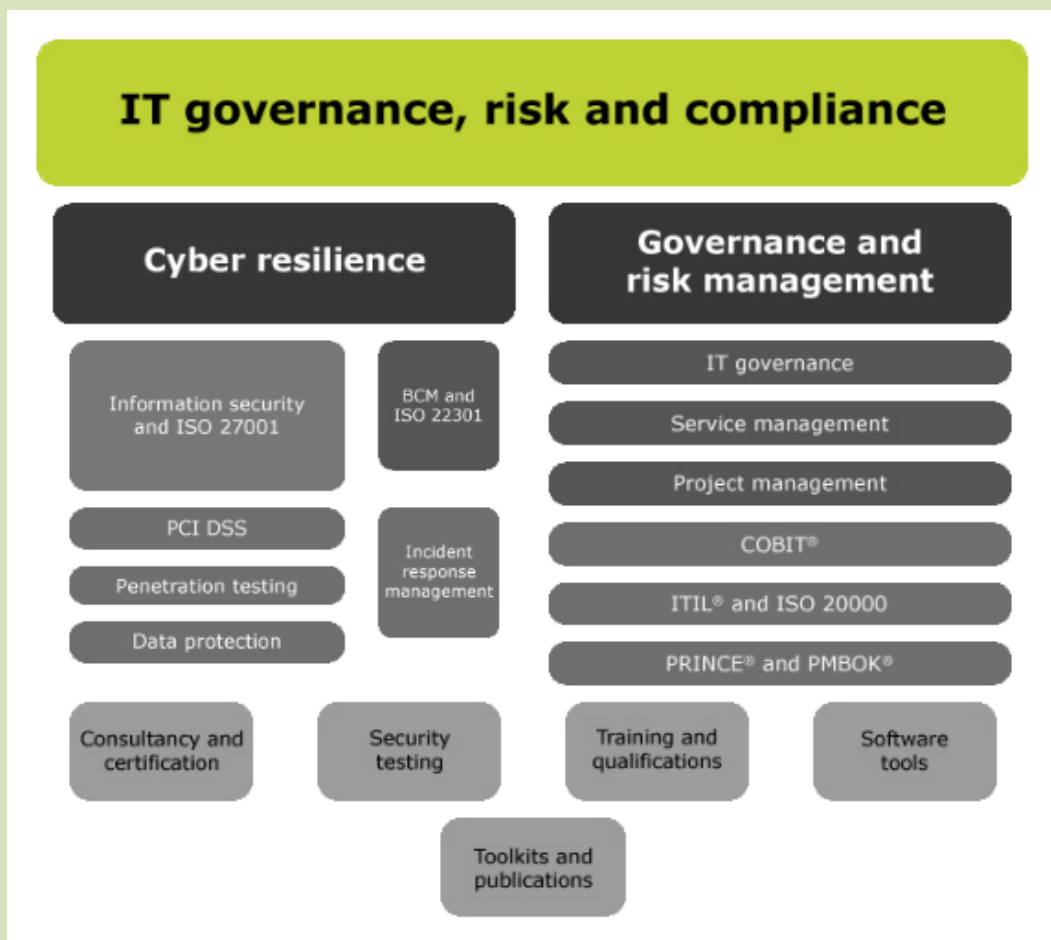 IT governance, risk and compliance
Cyber resilience
Governance and
risk management
Information security
and ISO 27001
BCM and
ISO 22301
PCI DSS
Penetration testing
Data protection
Incident
response
management
IT governance
Service management
Project management
COBIT®
ITIL® and ISO 20000
PRINCE® and PMBOK®
Consultancy and
certification
Security
testing
Training and
qualifications
Software
tools
Toolkits and
publications